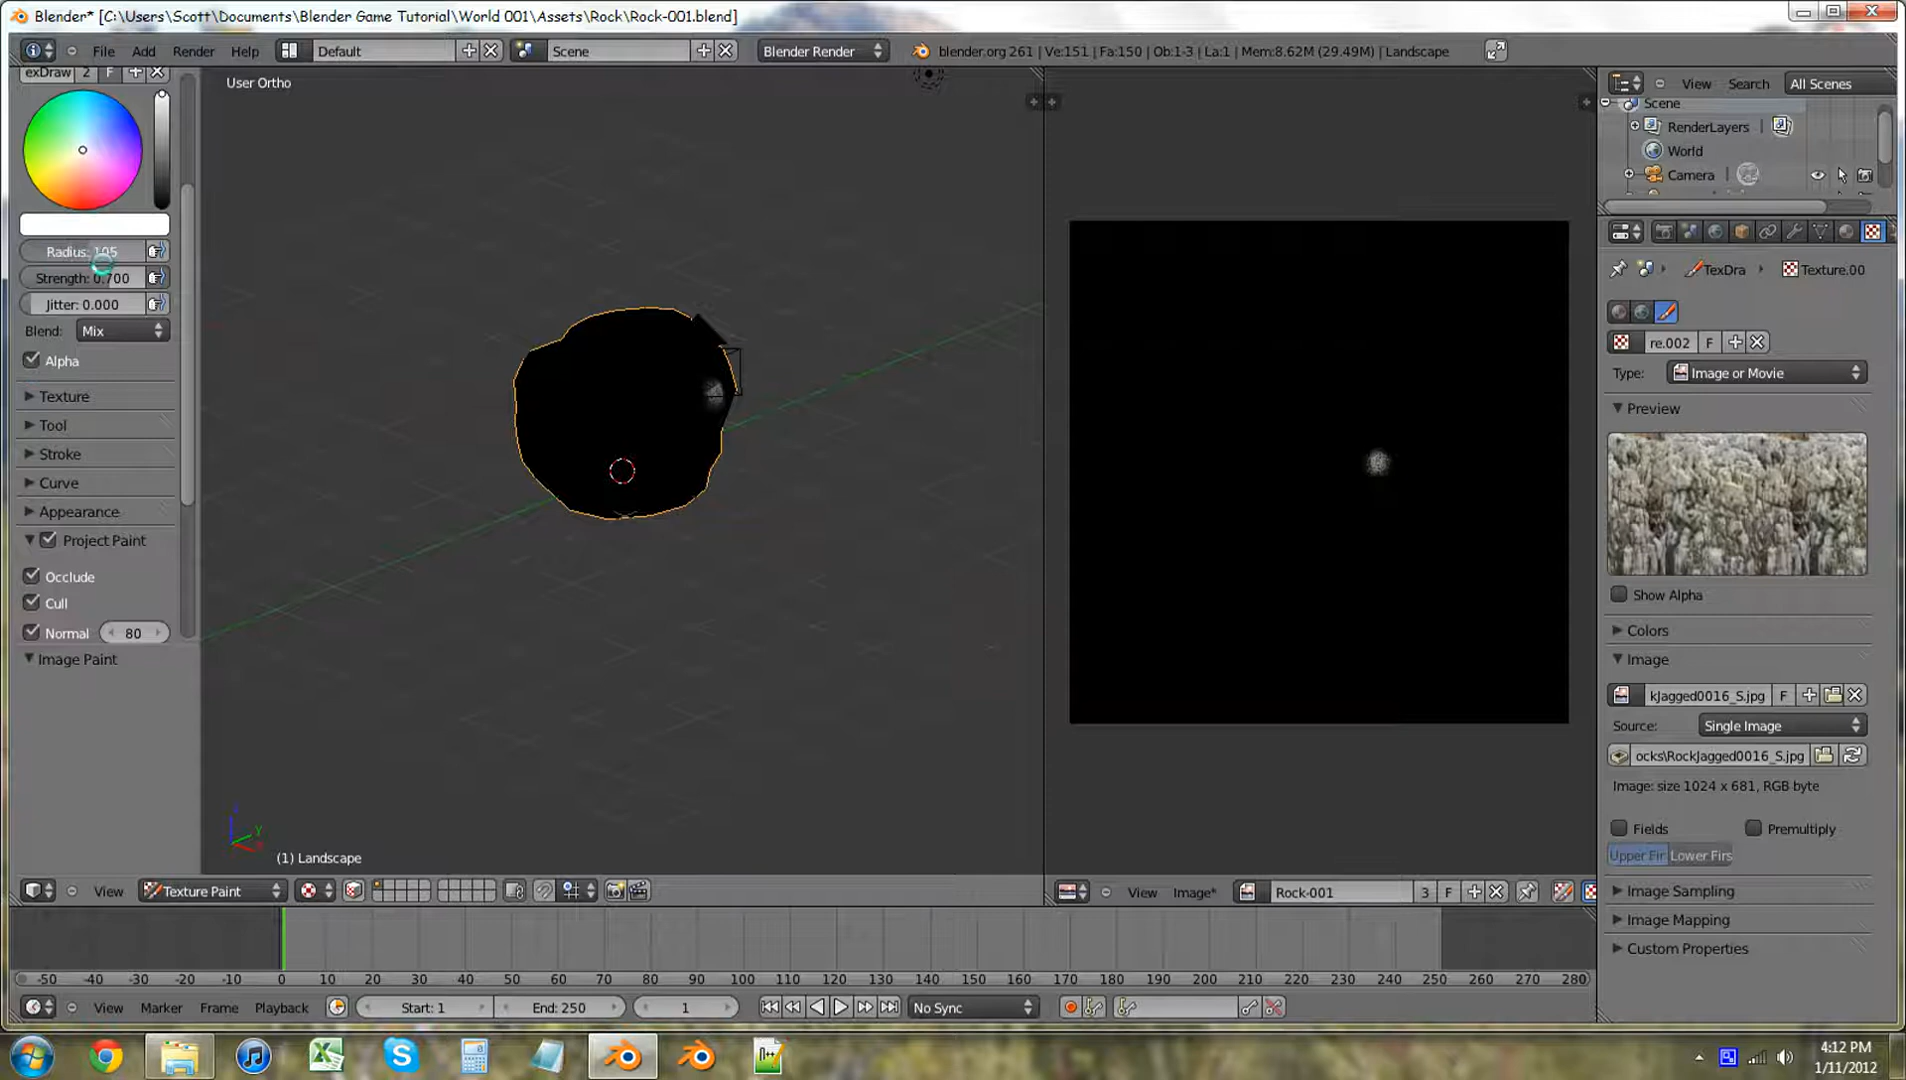 Blender* [C:\Users\Scott\Documents\Blender Game Tutorial\World 001\Assets\Rock\Rock-001.blend]
File Add Render Help Default Scene Blender Render blender.org 261 | Ve:151 | Fa:150 | Ob:1-3 | La:1 | Mem:8.62M (29.49M) | Landscape
exDraw 2 F
User Ortho
View Search All Scenes
Scene
RenderLayers
World
Camera
Radius: 105
Strength: 0.700
Jitter: 0.000
Blend: Mix
Alpha
Texture
Tool
Stroke
Curve
Appearance
Project Paint
Occlude
Cull
Normal 80
Image Paint
TexDra Texture.00
re.002 F
Type: Image or Movie
Preview
Show Alpha
Colors
Image
kJagged0016_S.jpg F
Source: Single Image
ocks\RockJagged0016_S.jpg
Image: size 1024 x 681, RGB byte
Fields Premultiply
Upper Fir Lower Firs
Image Sampling
Image Mapping
Custom Properties
Z
Y
X
(1) Landscape
View Texture Paint
View Image* Rock-001 3 F
-50 -40 -30 -20 -10 0 10 20 30 40 50 60 70 80 90 100 110 120 130 140 150 160 170 180 190 200 210 220 230 240 250 260 270 280
View Marker Frame Playback Start: 1 End: 250 1 No Sync
4:12 PM
1/11/2012